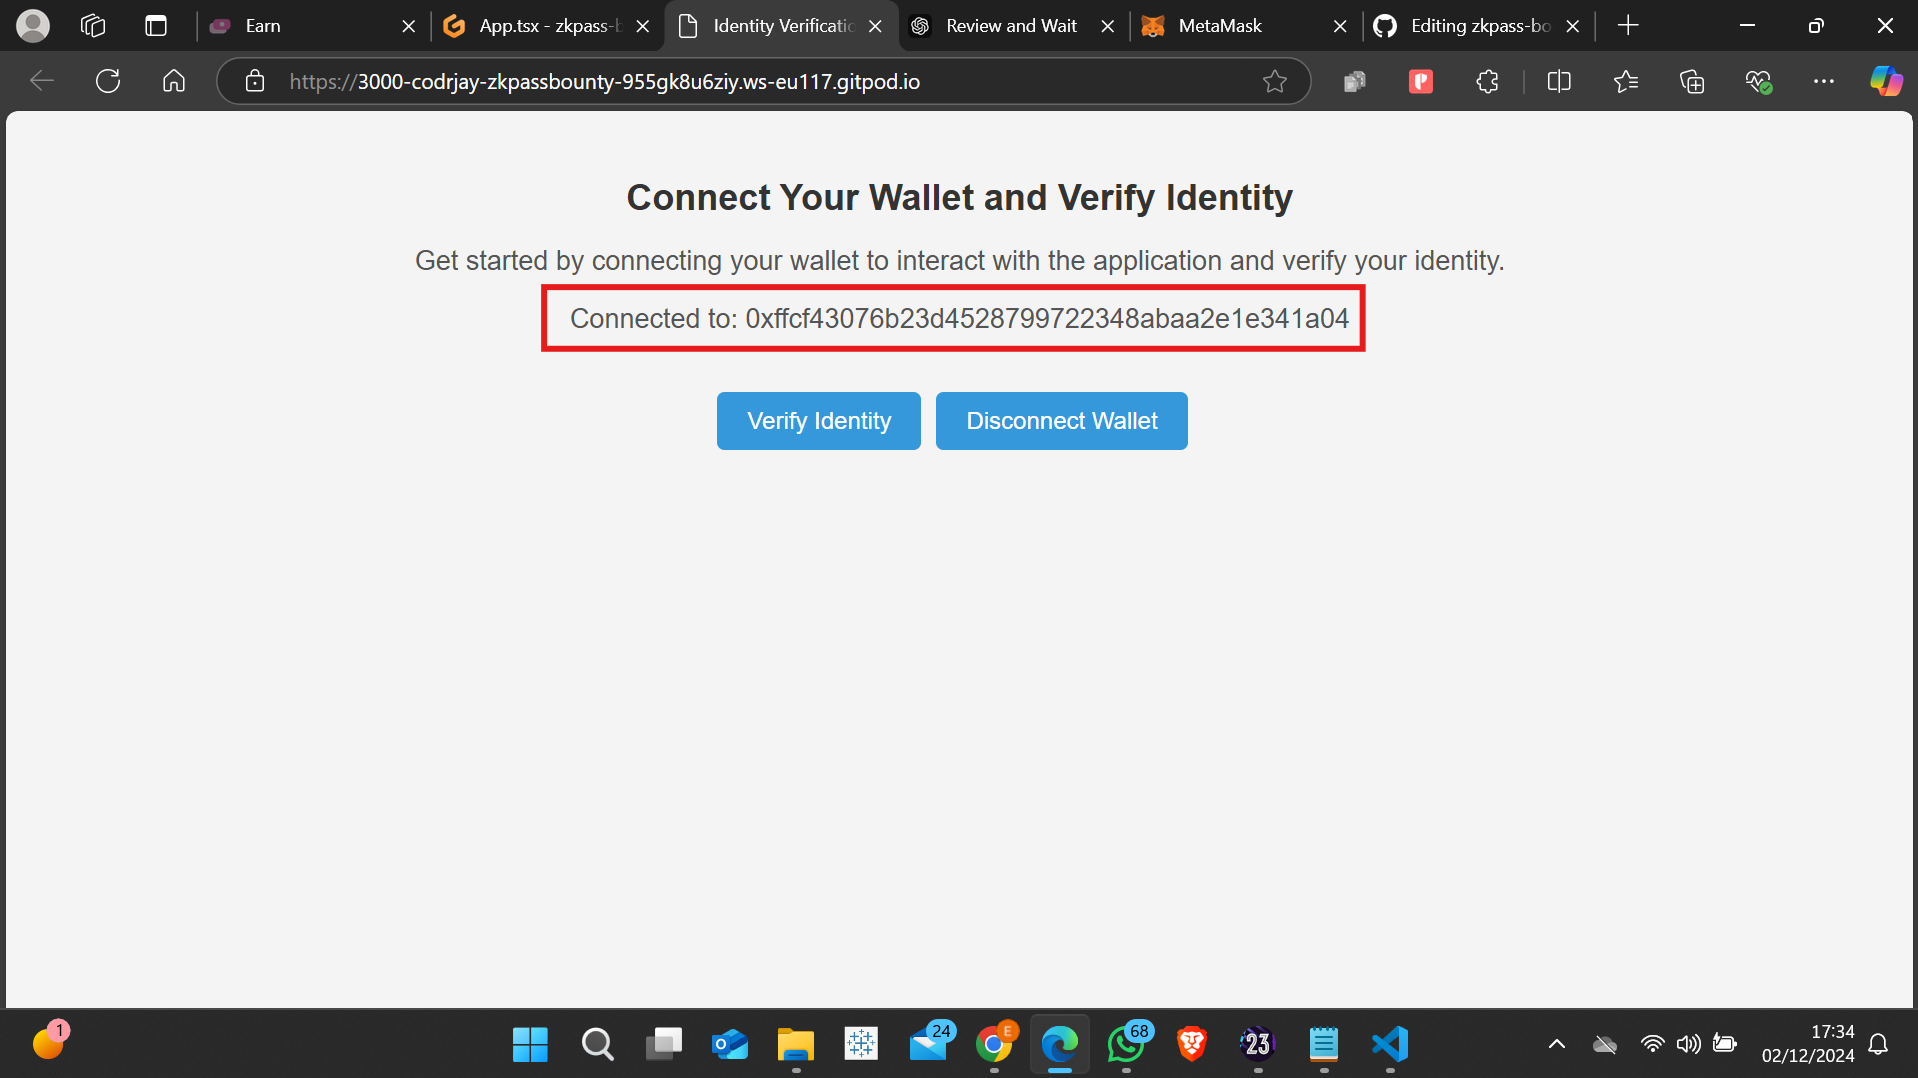 Earn
App.tsx - zkpass-b
Identity Verificatio
Review and Wait
MetaMask
Editing zkpass-bo
https://3000-codrjay-zkpassbounty-955gk8u6ziy.ws-eu117.gitpod.io
Connect Your Wallet and Verify Identity
Get started by connecting your wallet to interact with the application and verify your identity.
Connected to: 0xffcf43076b23d4528799722348abaa2e1e341a04
Verify Identity
Disconnect Wallet
1
24
E
68
23
17:34
02/12/2024